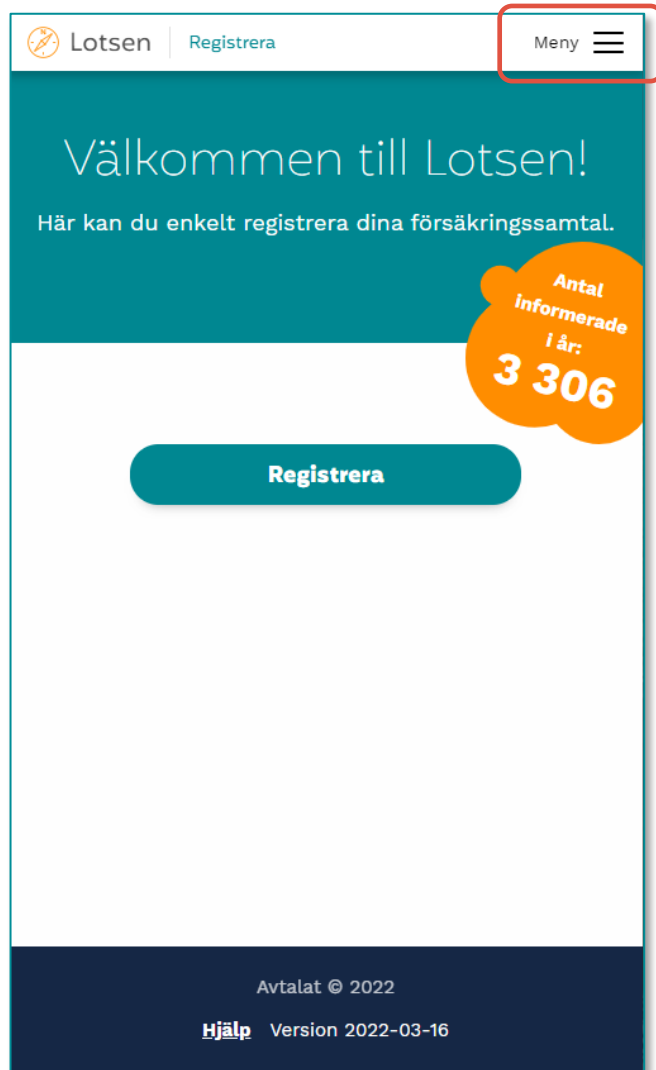 Lotsen Registrera Meny
Välkommen till Lotsen!
Här kan du enkelt registrera dina försäkringssamtal.
Antal
informerade
i år:
3 306
Registrera
Avtalat © 2022
Hjälp Version 2022-03-16